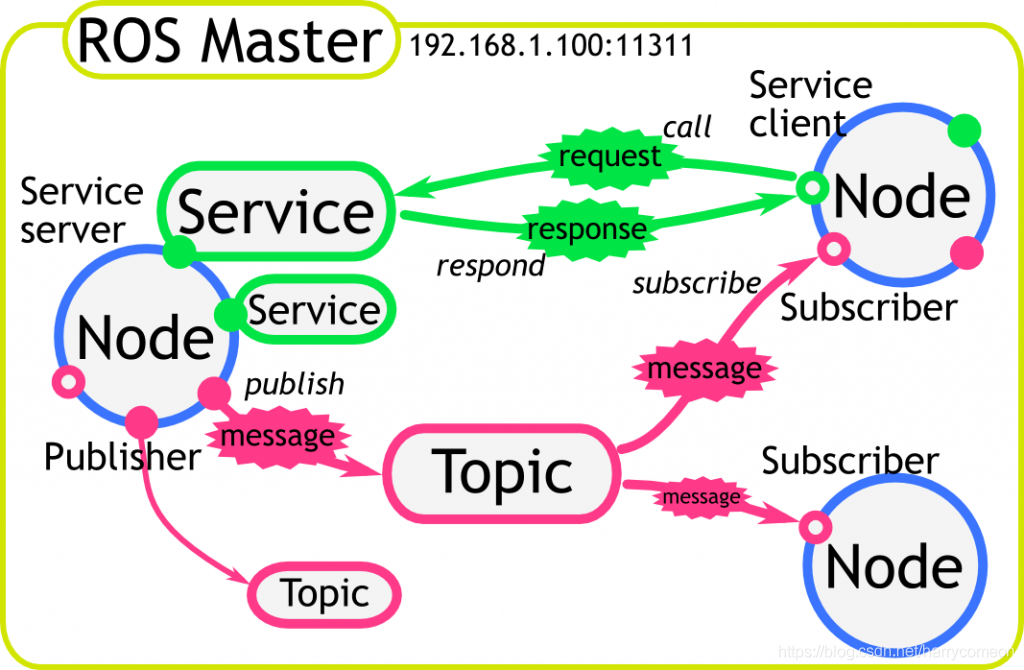 ROS Master
192.168.1.100:11311
Service
client
call
request
Service
server
Service
Node
response
respond
subscribe
Service
Subscriber
Node
publish
message
message
Publisher
Topic
Subscriber
message
Node
Topic
https://blog.csdn.net/harrycomeon